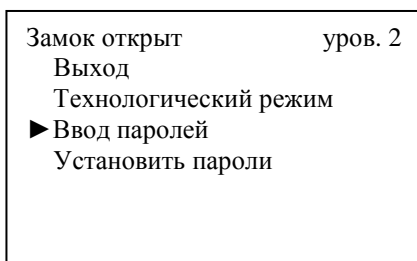 Замок открыт уров. 2
Выход
Технологический режим
►Ввод паролей
Установить пароли